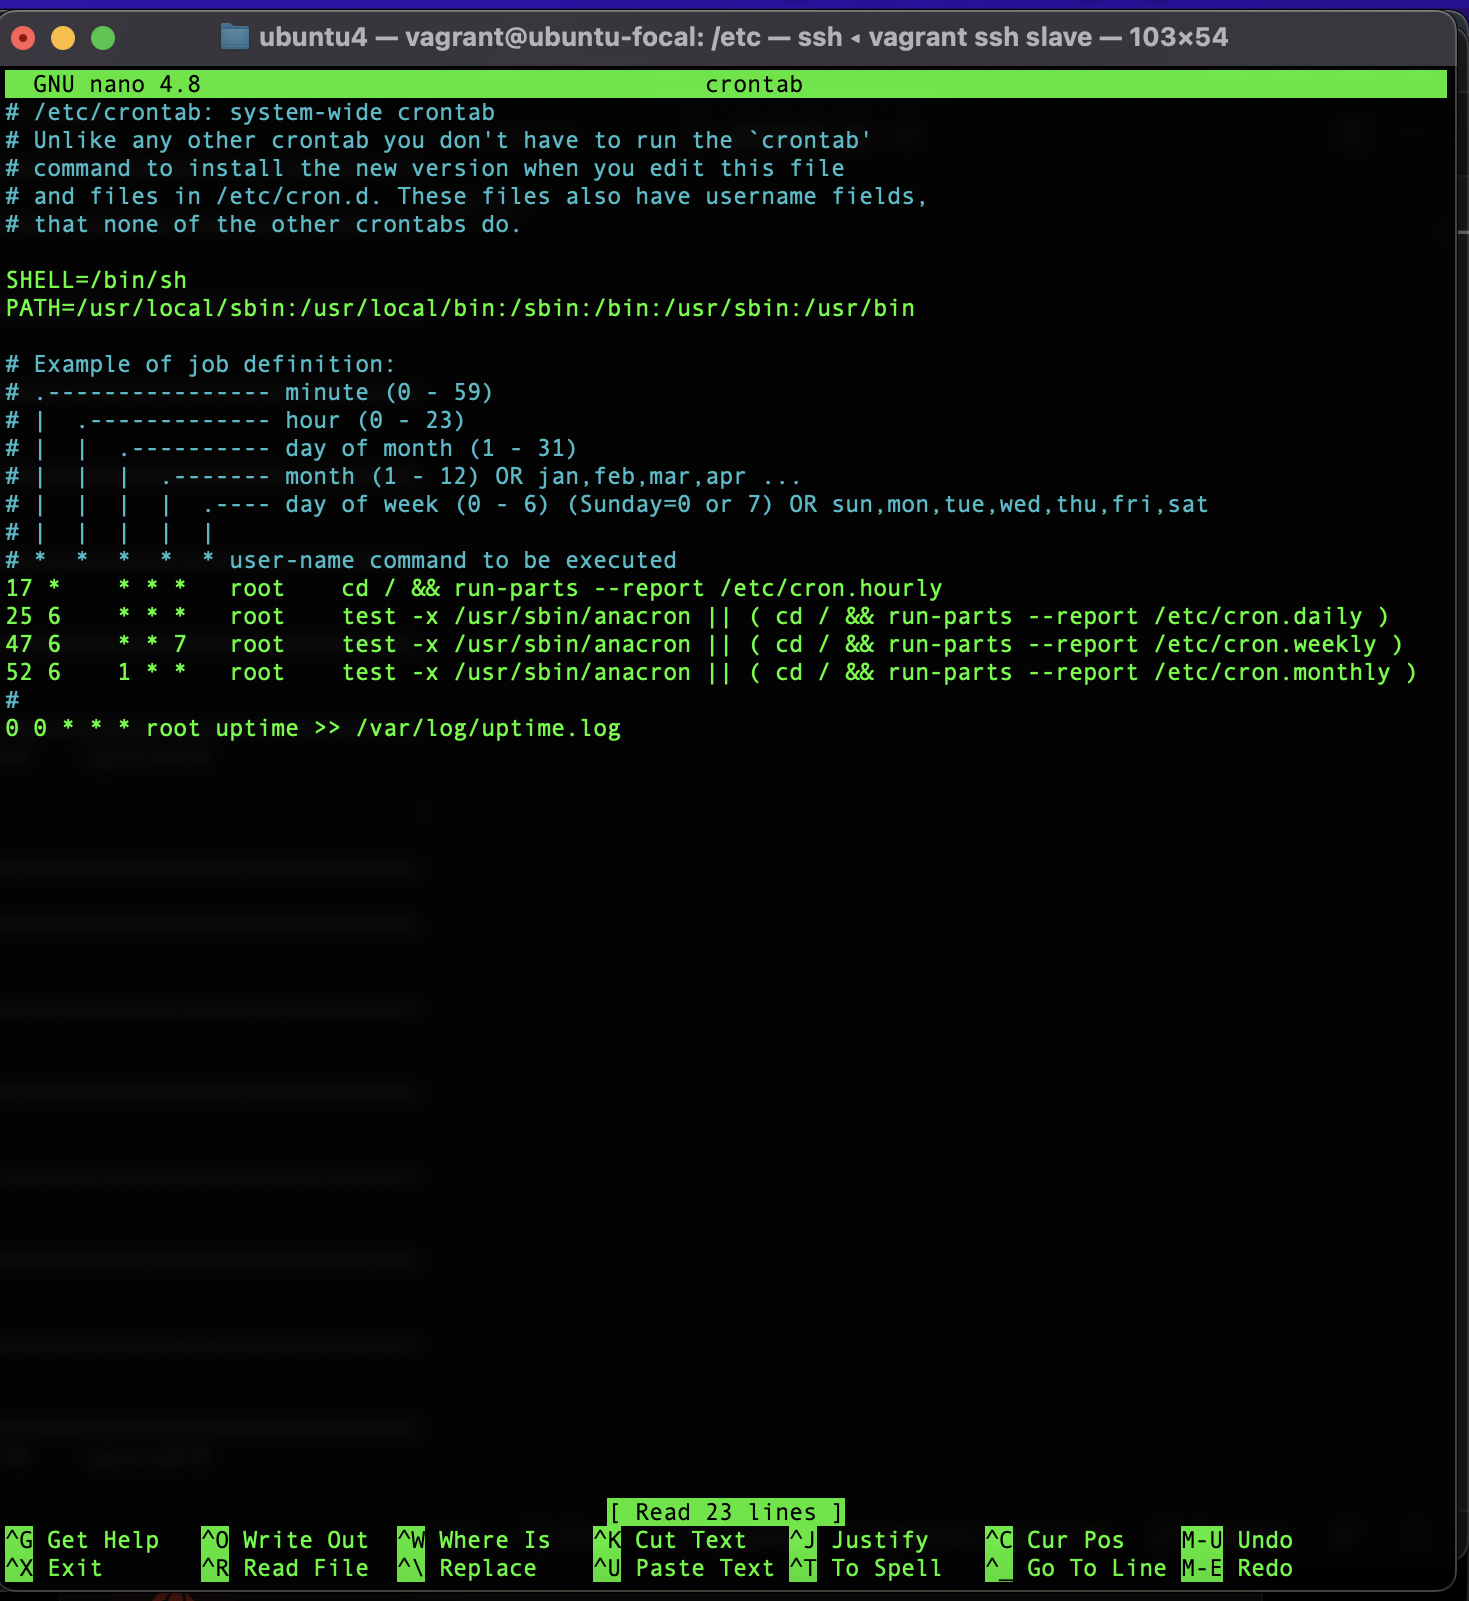 ubuntu4 — vagrant@ubuntu-focal: /etc — ssh ◂ vagrant ssh slave — 103×54
GNU nano 4.8 crontab
# /etc/crontab: system-wide crontab
# Unlike any other crontab you don't have to run the `crontab'
# command to install the new version when you edit this file
# and files in /etc/cron.d. These files also have username fields,
# that none of the other crontabs do.
SHELL=/bin/sh
PATH=/usr/local/sbin:/usr/local/bin:/sbin:/bin:/usr/sbin:/usr/bin
# Example of job definition:
# .---------------- minute (0 - 59)
# |  .------------- hour (0 - 23)
# |  |  .---------- day of month (1 - 31)
# |  |  |  .------- month (1 - 12) OR jan,feb,mar,apr ...
# |  |  |  |  .---- day of week (0 - 6) (Sunday=0 or 7) OR sun,mon,tue,wed,thu,fri,sat
# |  |  |  |  |
# *  *  *  *  * user-name command to be executed
17 *    * * *   root    cd / && run-parts --report /etc/cron.hourly
25 6    * * *   root    test -x /usr/sbin/anacron || ( cd / && run-parts --report /etc/cron.daily )
47 6    * * 7   root    test -x /usr/sbin/anacron || ( cd / && run-parts --report /etc/cron.weekly )
52 6    1 * *   root    test -x /usr/sbin/anacron || ( cd / && run-parts --report /etc/cron.monthly )
#
0 0 * * * root uptime >> /var/log/uptime.log
[ Read 23 lines ]
^G Get Help   ^O Write Out  ^W Where Is   ^K Cut Text   ^J Justify    ^C Cur Pos    M-U Undo
^X Exit       ^R Read File  ^\ Replace    ^U Paste Text ^T To Spell   ^_ Go To Line M-E Redo